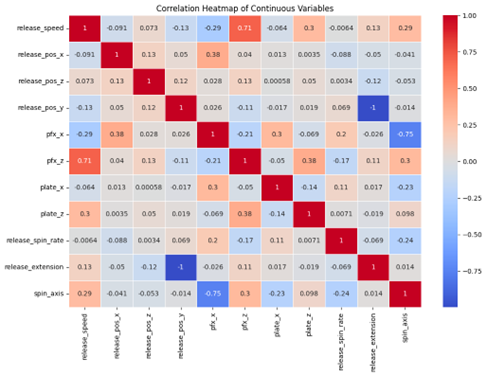 Correlation Heatmap of Continuous Variables
release_speed 1 -0.091 0.073 -0.13 -0.29 0.71 -0.064 0.3 -0.0064 0.13 0.29
release_pos_x -0.091 1 0.13 0.05 0.38 0.04 0.013 0.0035 -0.088 -0.05 -0.041
release_pos_z 0.073 0.13 1 0.12 0.028 0.13 0.00058 0.05 0.0034 -0.12 -0.053
release_pos_y -0.13 0.05 0.12 1 0.026 -0.11 -0.017 0.019 0.069 -1 -0.014
pfx_x -0.29 0.38 0.028 0.026 1 -0.21 0.3 -0.069 0.2 -0.026 -0.75
pfx_z 0.71 0.04 0.13 -0.11 -0.21 1 -0.05 0.38 -0.17 0.11 0.3
plate_x -0.064 0.013 0.00058 -0.017 0.3 -0.05 1 -0.14 0.11 0.017 -0.23
plate_z 0.3 0.0035 0.05 0.019 -0.069 0.38 -0.14 1 0.0071 -0.019 0.098
release_spin_rate -0.0064 -0.088 0.0034 0.069 0.2 -0.17 0.11 0.0071 1 -0.069 -0.24
release_extension 0.13 -0.05 -0.12 -1 -0.026 0.11 0.017 -0.019 -0.069 1 0.014
spin_axis 0.29 -0.041 -0.053 -0.014 -0.75 0.3 -0.23 0.098 -0.24 0.014 1
release_speed release_pos_x release_pos_z release_pos_y pfx_x pfx_z plate_x plate_z release_spin_rate release_extension spin_axis
1.00
0.75
0.50
0.25
0.00
-0.25
-0.50
-0.75